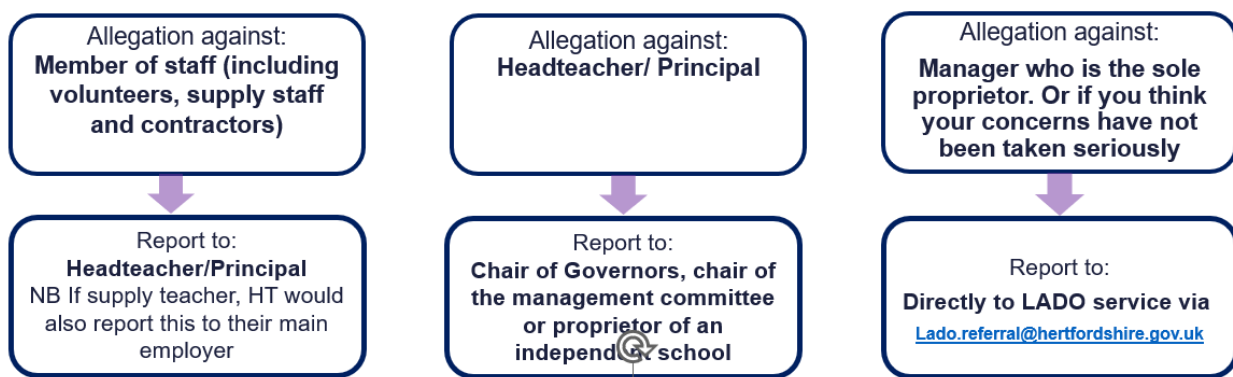 Allegation against:
Member of staff (including
volunteers, supply staff
and contractors)
Report to:
Headteacher/Principal
NB If supply teacher, HT would
also report this to their main
employer
Allegation against:
Headteacher/ Principal
Report to:
Chair of Governors, chair of
the management committee
or proprietor of an
independent school
Allegation against:
Manager who is the sole
proprietor. Or if you think
your concerns have not
been taken seriously
Report to:
Directly to LADO service via
Lado.referral@hertfordshire.gov.uk